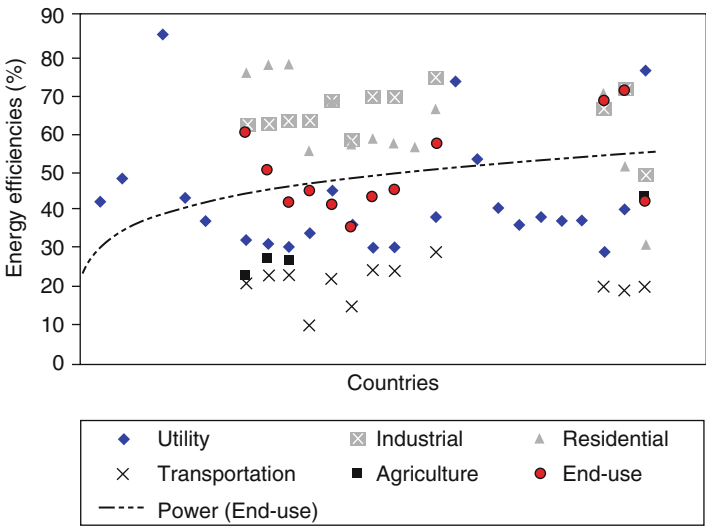 90
80
70
60
50
40
30
20
10
0
Energy efficiencies (%)
Countries
Utility
Industrial
Residential
Transportation
Agriculture
End-use
Power (End-use)